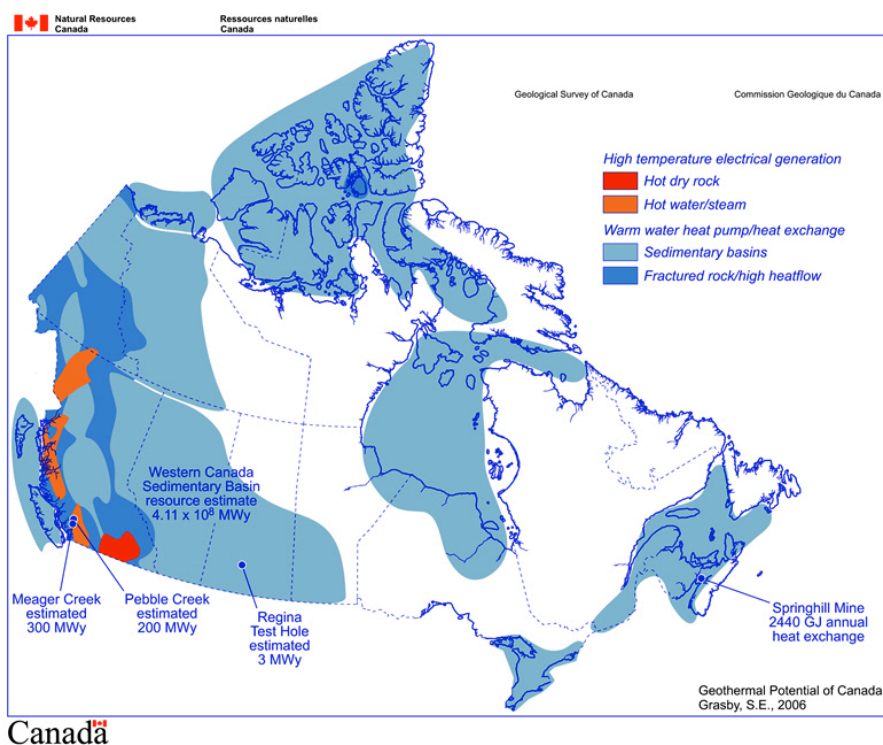 Natural Resources
Canada
Ressources naturelles
Canada
Geological Survey of Canada
Commission Geologique du Canada
High temperature electrical generation
Hot dry rock
Hot water/steam
Warm water heat pump/heat exchange
Sedimentary basins
Fractured rock/high heatflow
Western Canada
Sedimentary Basin
resource estimate
4.11 x 10⁸ MWy
Meager Creek
estimated
300 MWy
Pebble Creek
estimated
200 MWy
Regina
Test Hole
estimated
3 MWy
Springhill Mine
2440 GJ annual
heat exchange
Geothermal Potential of Canada
Grasby, S.E., 2006
Canada